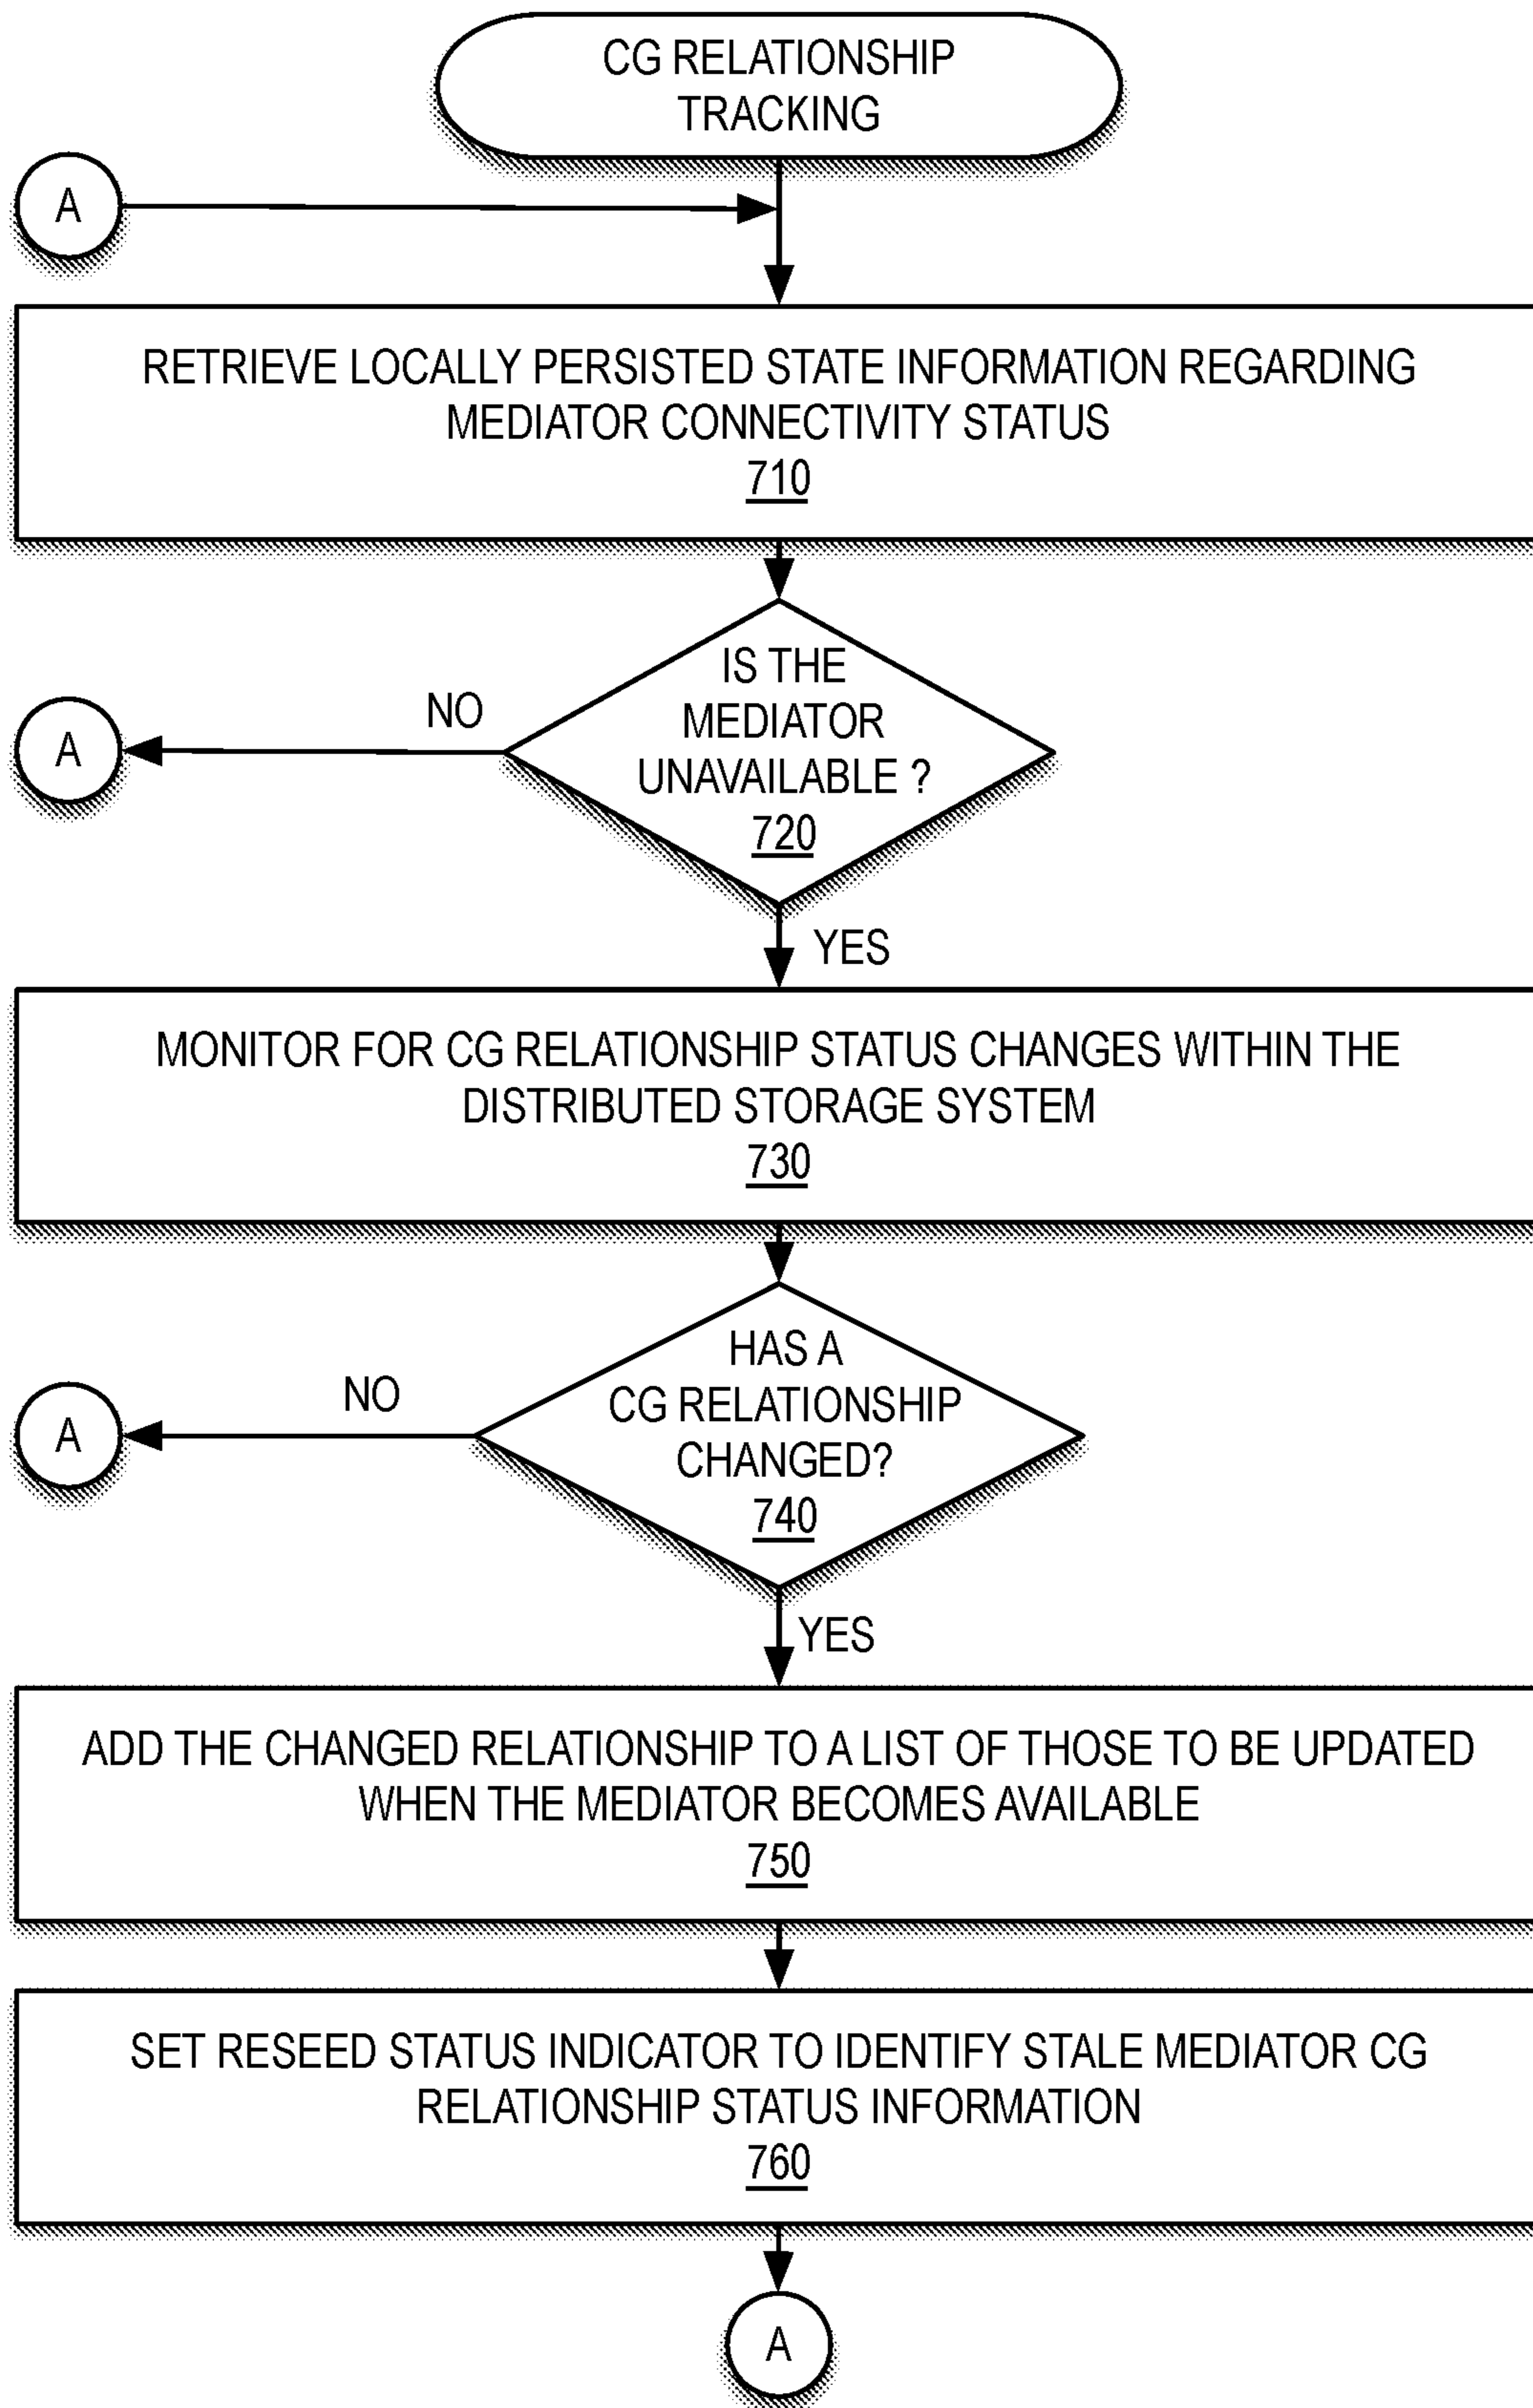 CG RELATIONSHIP
TRACKING
A
RETRIEVE LOCALLY PERSISTED STATE INFORMATION REGARDING
MEDIATOR CONNECTIVITY STATUS
710
IS THE
MEDIATOR
UNAVAILABLE ?
720
NO
A
YES
MONITOR FOR CG RELATIONSHIP STATUS CHANGES WITHIN THE
DISTRIBUTED STORAGE SYSTEM
730
HAS A
CG RELATIONSHIP
CHANGED?
740
NO
A
YES
ADD THE CHANGED RELATIONSHIP TO A LIST OF THOSE TO BE UPDATED
WHEN THE MEDIATOR BECOMES AVAILABLE
750
SET RESEED STATUS INDICATOR TO IDENTIFY STALE MEDIATOR CG
RELATIONSHIP STATUS INFORMATION
760
A